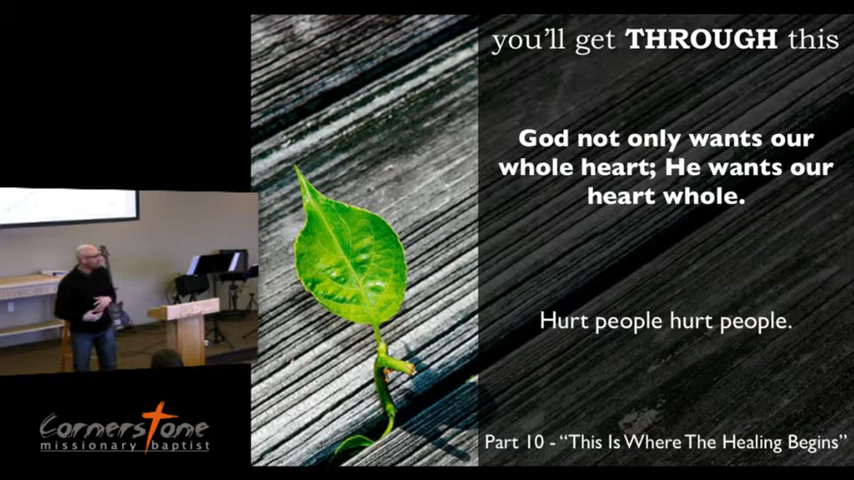 you'll get THROUGH this
God not only wants our
whole heart; He wants our
heart whole.
Hurt people hurt people.
Part 10 - “This Is Where The Healing Begins”
Cornerstone
missionary baptist